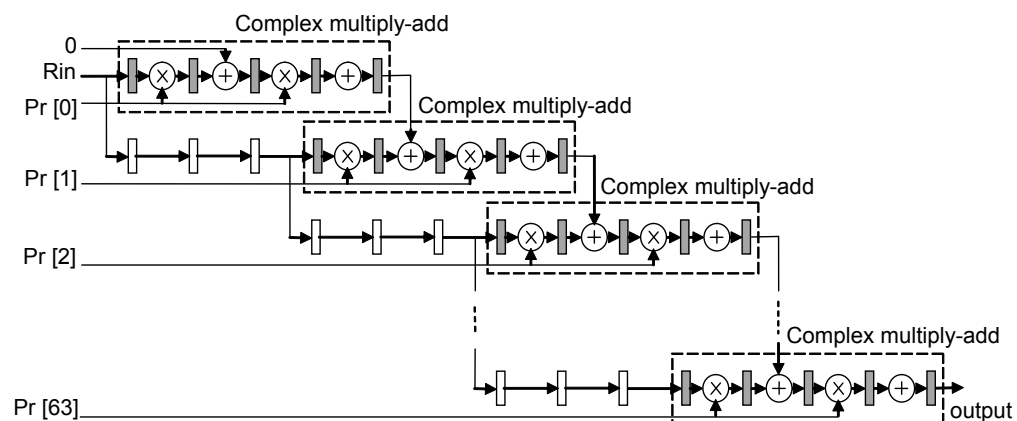 Complex multiply-add
0
Rin
Pr [0]
Complex multiply-add
Pr [1]
Complex multiply-add
Pr [2]
Complex multiply-add
Pr [63]
output